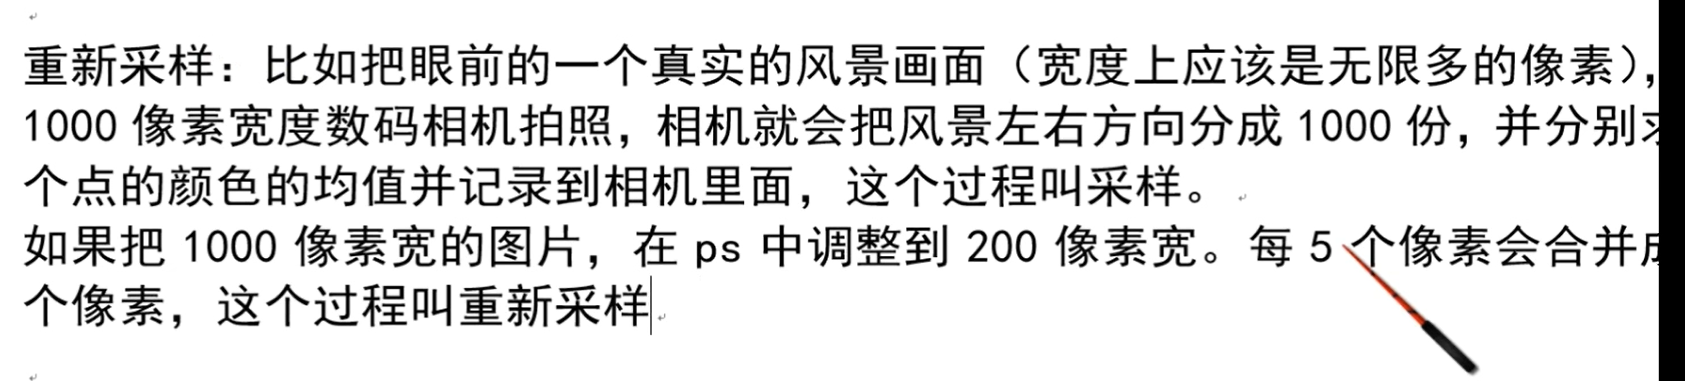 重新采样：比如把眼前的一个真实的风景画面（宽度上应该是无限多的像素），
1000 像素宽度数码相机拍照，相机就会把风景左右方向分成 1000 份，并分别
个点的颜色的均值并记录到相机里面，这个过程叫采样。
如果把 1000 像素宽的图片，在 ps 中调整到 200 像素宽。每 5 个像素会合并
个像素，这个过程叫重新采样